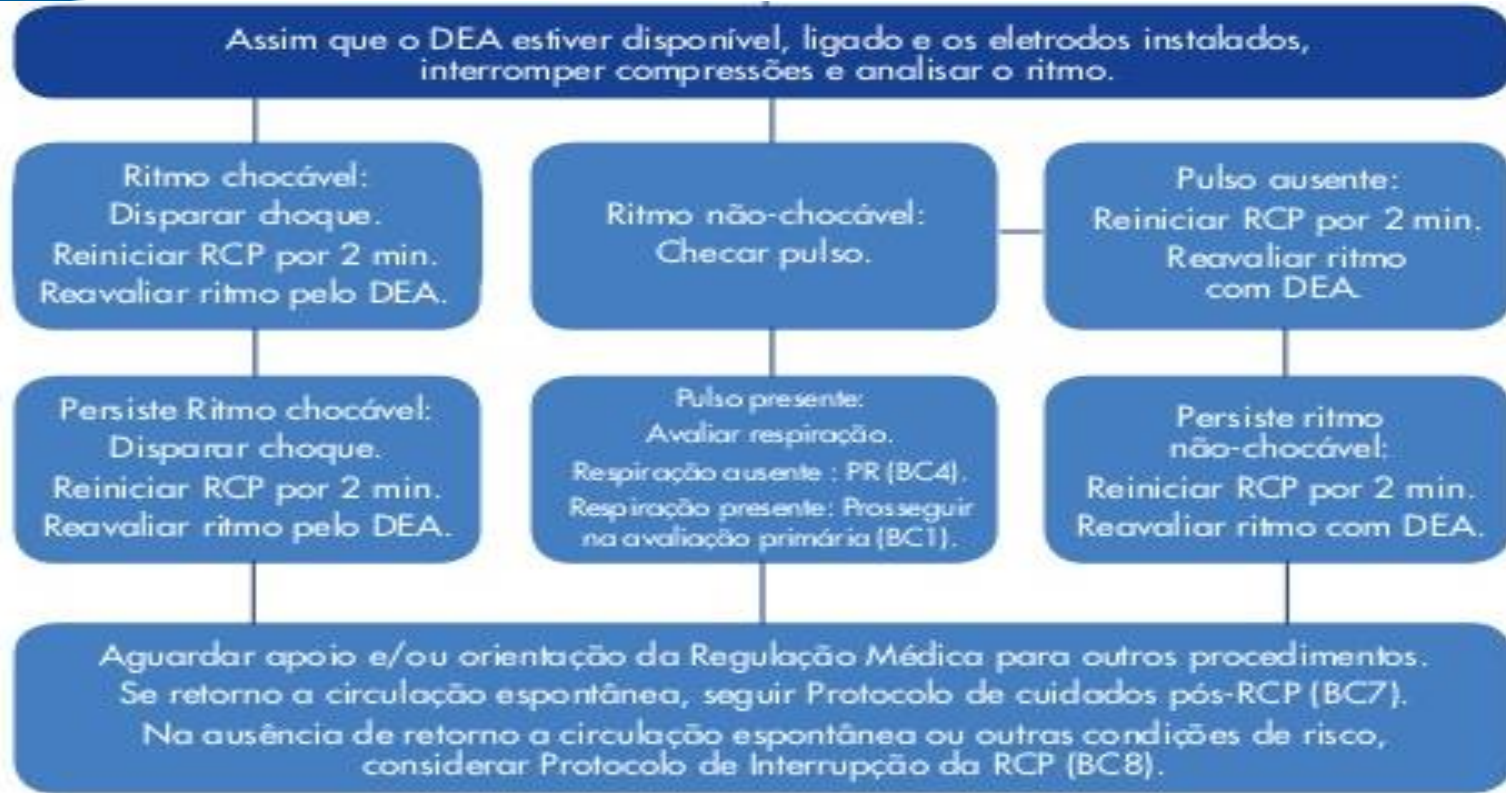 Assim que o DEA estiver disponível, ligado e os eletrodos instalados,
interromper compressões e analisar o ritmo.
Ritmo chocável:
Disparar choque.
Reiniciar RCP por 2 min.
Reavaliar ritmo pelo DEA.
Ritmo não-chocável:
Checar pulso.
Pulso ausente:
Reiniciar RCP por 2 min.
Reavaliar ritmo
com DEA.
Persiste Ritmo chocável:
Disparar choque.
Reiniciar RCP por 2 min.
Reavaliar ritmo pelo DEA.
Pulso presente:
Avaliar respiração.
Respiração ausente : PR (BC4).
Respiração presente: Prosseguir
na avaliação primária (BC1).
Persiste ritmo
não-chocável:
Reiniciar RCP por 2 min.
Reavaliar ritmo com DEA.
Aguardar apoio e/ou orientação da Regulação Médica para outros procedimentos.
Se retorno a circulação espontânea, seguir Protocolo de cuidados pós-RCP (BC7).
Na ausência de retorno a circulação espontânea ou outras condições de risco,
considerar Protocolo de Interrupção da RCP (BC8).